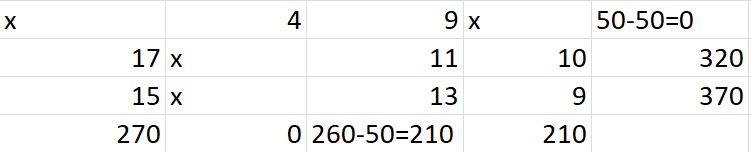 x 4 9 x 50-50=0
17 x 11 10 320
15 x 13 9 370
270 0 260-50=210 210